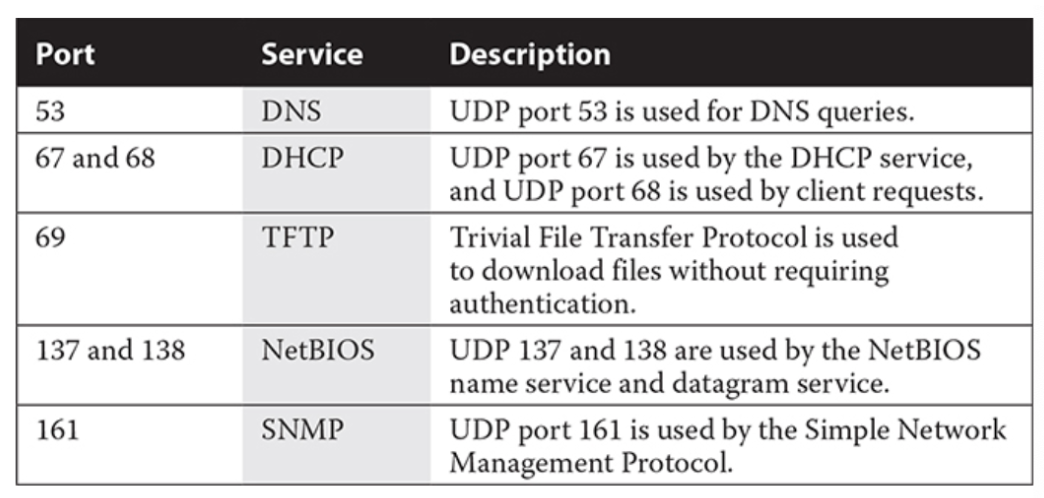 Port Service Description
53 DNS UDP port 53 is used for DNS queries.
67 and 68 DHCP UDP port 67 is used by the DHCP service,
and UDP port 68 is used by client requests.
69 TFTP Trivial File Transfer Protocol is used
to download files without requiring
authentication.
137 and 138 NetBIOS UDP 137 and 138 are used by the NetBIOS
name service and datagram service.
161 SNMP UDP port 161 is used by the Simple Network
Management Protocol.